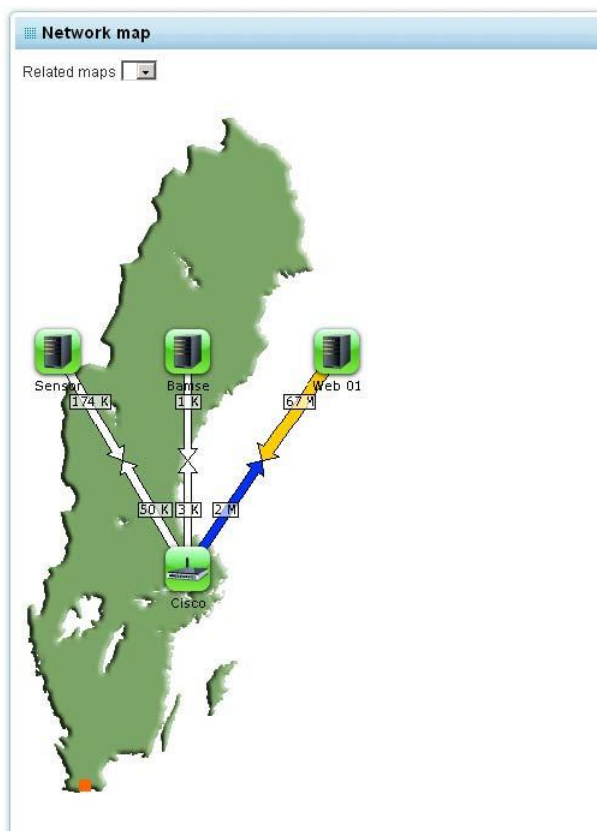 Network map
Related maps
Sensor Bamse Web 01
174 K 1 K 67 M
50 K 3 K 2 M
Cisco